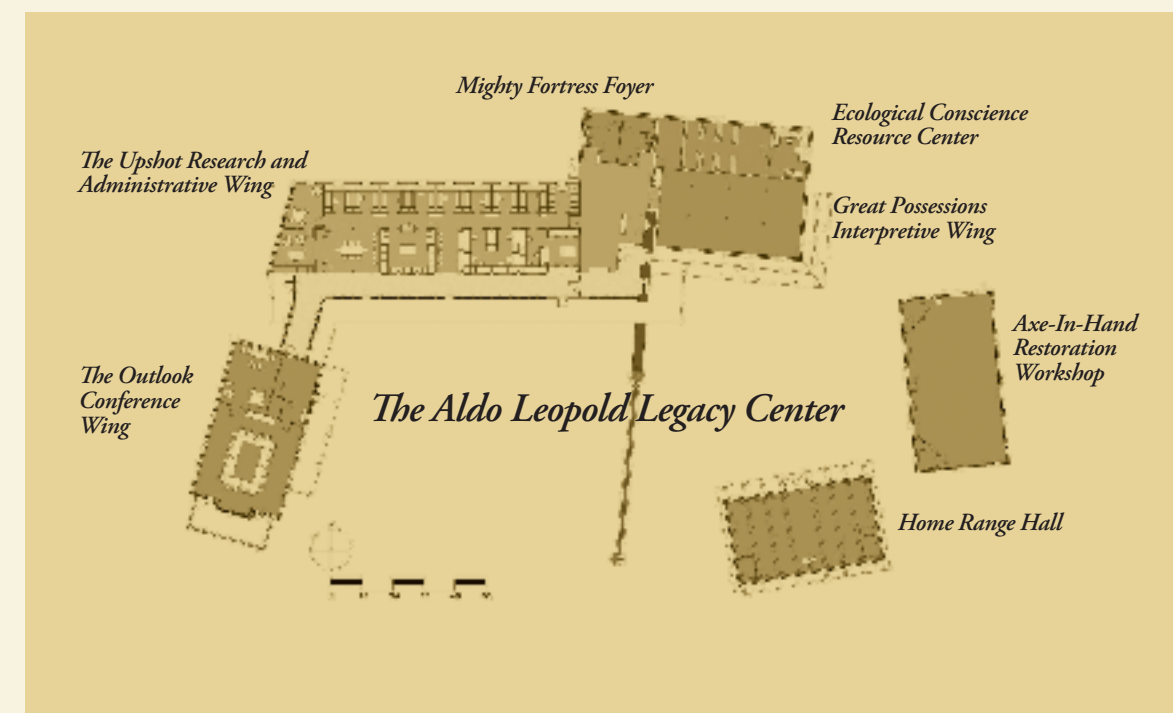 Mighty Fortress Foyer
Ecological Conscience
Resource Center
The Upshot Research and
Administrative Wing
Great Possessions
Interpretive Wing
Axe-In-Hand
Restoration
Workshop
The Outlook
Conference
Wing
The Aldo Leopold Legacy Center
Home Range Hall